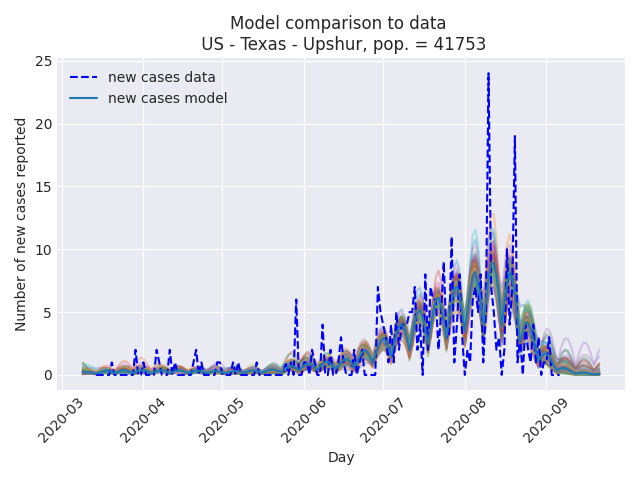 Model comparison to data
US - Texas - Upshur, pop. = 41753
new cases data
new cases model
Number of new cases reported
25
20
15
10
5
0
2020-03
2020-04
2020-05
2020-06
2020-07
2020-08
2020-09
Day